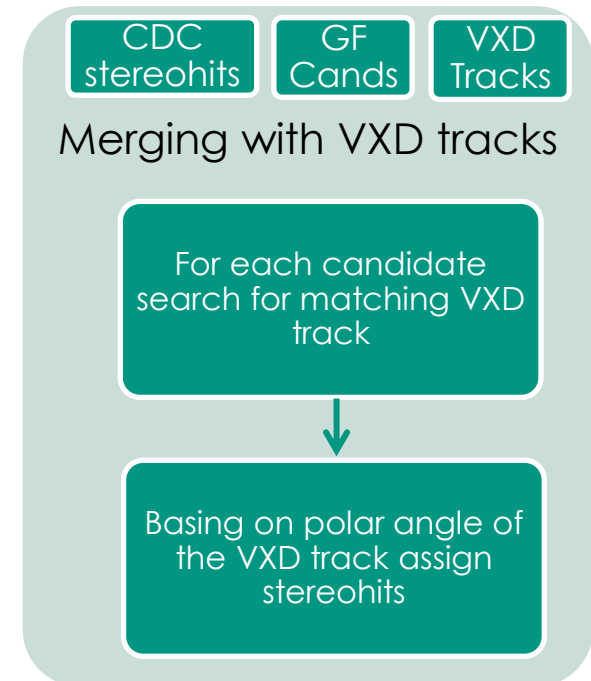 CDC
stereohits
GF
Cands
VXD
Tracks
Merging with VXD tracks
For each candidate
search for matching VXD
track
Basing on polar angle of
the VXD track assign
stereohits